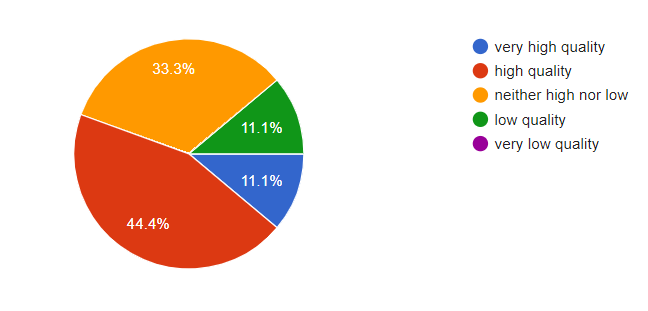 33.3%
11.1%
11.1%
44.4%
very high quality
high quality
neither high nor low
low quality
very low quality